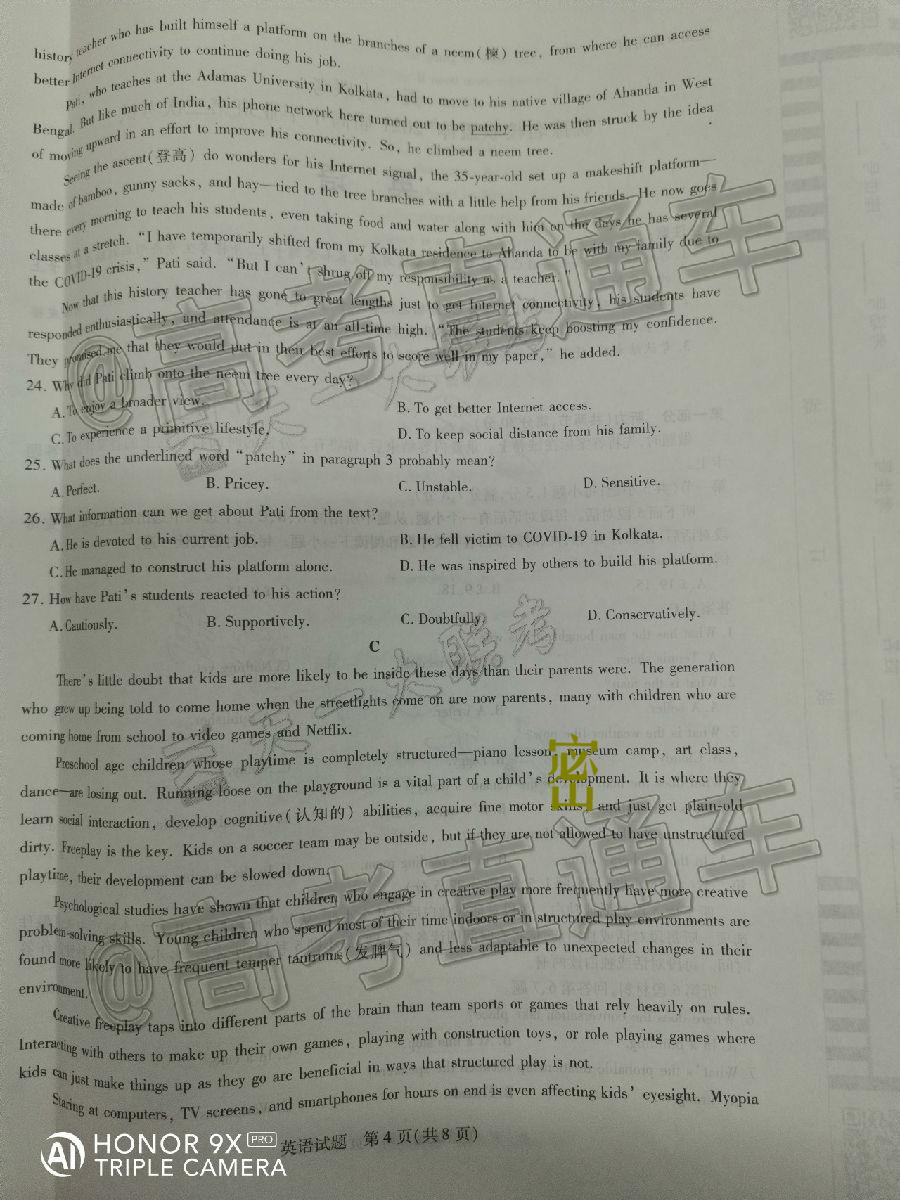 history teacher who has built himself a platform on the branches of a neem(楝) tree, from where he can access
better Internet connectivity to continue doing his job.
Pati, who teaches at the Adamas University in Kolkata, had to move to his native village of Ahanda in West
Bengal. But like much of India, his phone network here turned out to be patchy. He was then struck by the idea
of moving upward in an effort to improve his connectivity. So, he climbed a neem tree.
Seeing the ascent(登高) do wonders for his Internet signal, the 35-year-old set up a makeshift platform—
made of bamboo, gunny sacks, and hay—tied to the tree branches with a little help from his friends. He now goes
there every morning to teach his students, even taking food and water along with him on the days he has several
classes at a stretch. "I have temporarily shifted from my Kolkata residence to Ahanda to be with my family due to
the COVID-19 crisis," Pati said. "But I can't shrug off my responsibility as a teacher."
Now that this history teacher has gone to great lengths just to get Internet connectivity, his students have
responded enthusiastically, and attendance is at an all-time high. "The students keep boosting my confidence.
They promised me that they would put in their best efforts to score well in my paper," he added.
24. Why did Pati climb onto the neem tree every day?
A. To enjoy a broader view. B. To get better Internet access.
C. To experience a primitive lifestyle. D. To keep social distance from his family.
25. What does the underlined word "patchy" in paragraph 3 probably mean?
A. Perfect. B. Pricey. C. Unstable. D. Sensitive.
26. What information can we get about Pati from the text?
A. He is devoted to his current job. B. He fell victim to COVID-19 in Kolkata.
C. He managed to construct his platform alone. D. He was inspired by others to build his platform.
27. How have Pati's students reacted to his action?
A. Cautiously. B. Supportively. C. Doubtfully. D. Conservatively.
C
There's little doubt that kids are more likely to be inside these days than their parents were. The generation
who grew up being told to come home when the streetlights come on are now parents, many with children who are
coming home from school to video games and Netflix.
Preschool age children whose playtime is completely structured—piano lesson, museum camp, art class,
dance—are losing out. Running loose on the playground is a vital part of a child's development. It is where they
learn social interaction, develop cognitive(认知的) abilities, acquire fine motor skills, and just get plain-old
dirty. Freeplay is the key. Kids on a soccer team may be outside, but if they are not allowed to have unstructured
playtime, their development can be slowed down.
Psychological studies have shown that children who engage in creative play more frequently have more creative
problem-solving skills. Young children who spend most of their time indoors or in structured play environments are
found more likely to have frequent temper tantrums(发脾气) and less adaptable to unexpected changes in their
environment.
Creative freeplay taps into different parts of the brain than team sports or games that rely heavily on rules.
Interacting with others to make up their own games, playing with construction toys, or role playing games where
kids can just make things up as they go are beneficial in ways that structured play is not.
Staring at computers, TV screens, and smartphones for hours on end is even affecting kids' eyesight. Myopia
英语试题 第4页(共8页)
@高考直通车
天一大联考
密
天一大联考
@高考直通车
HONOR 9X PRO
TRIPLE CAMERA